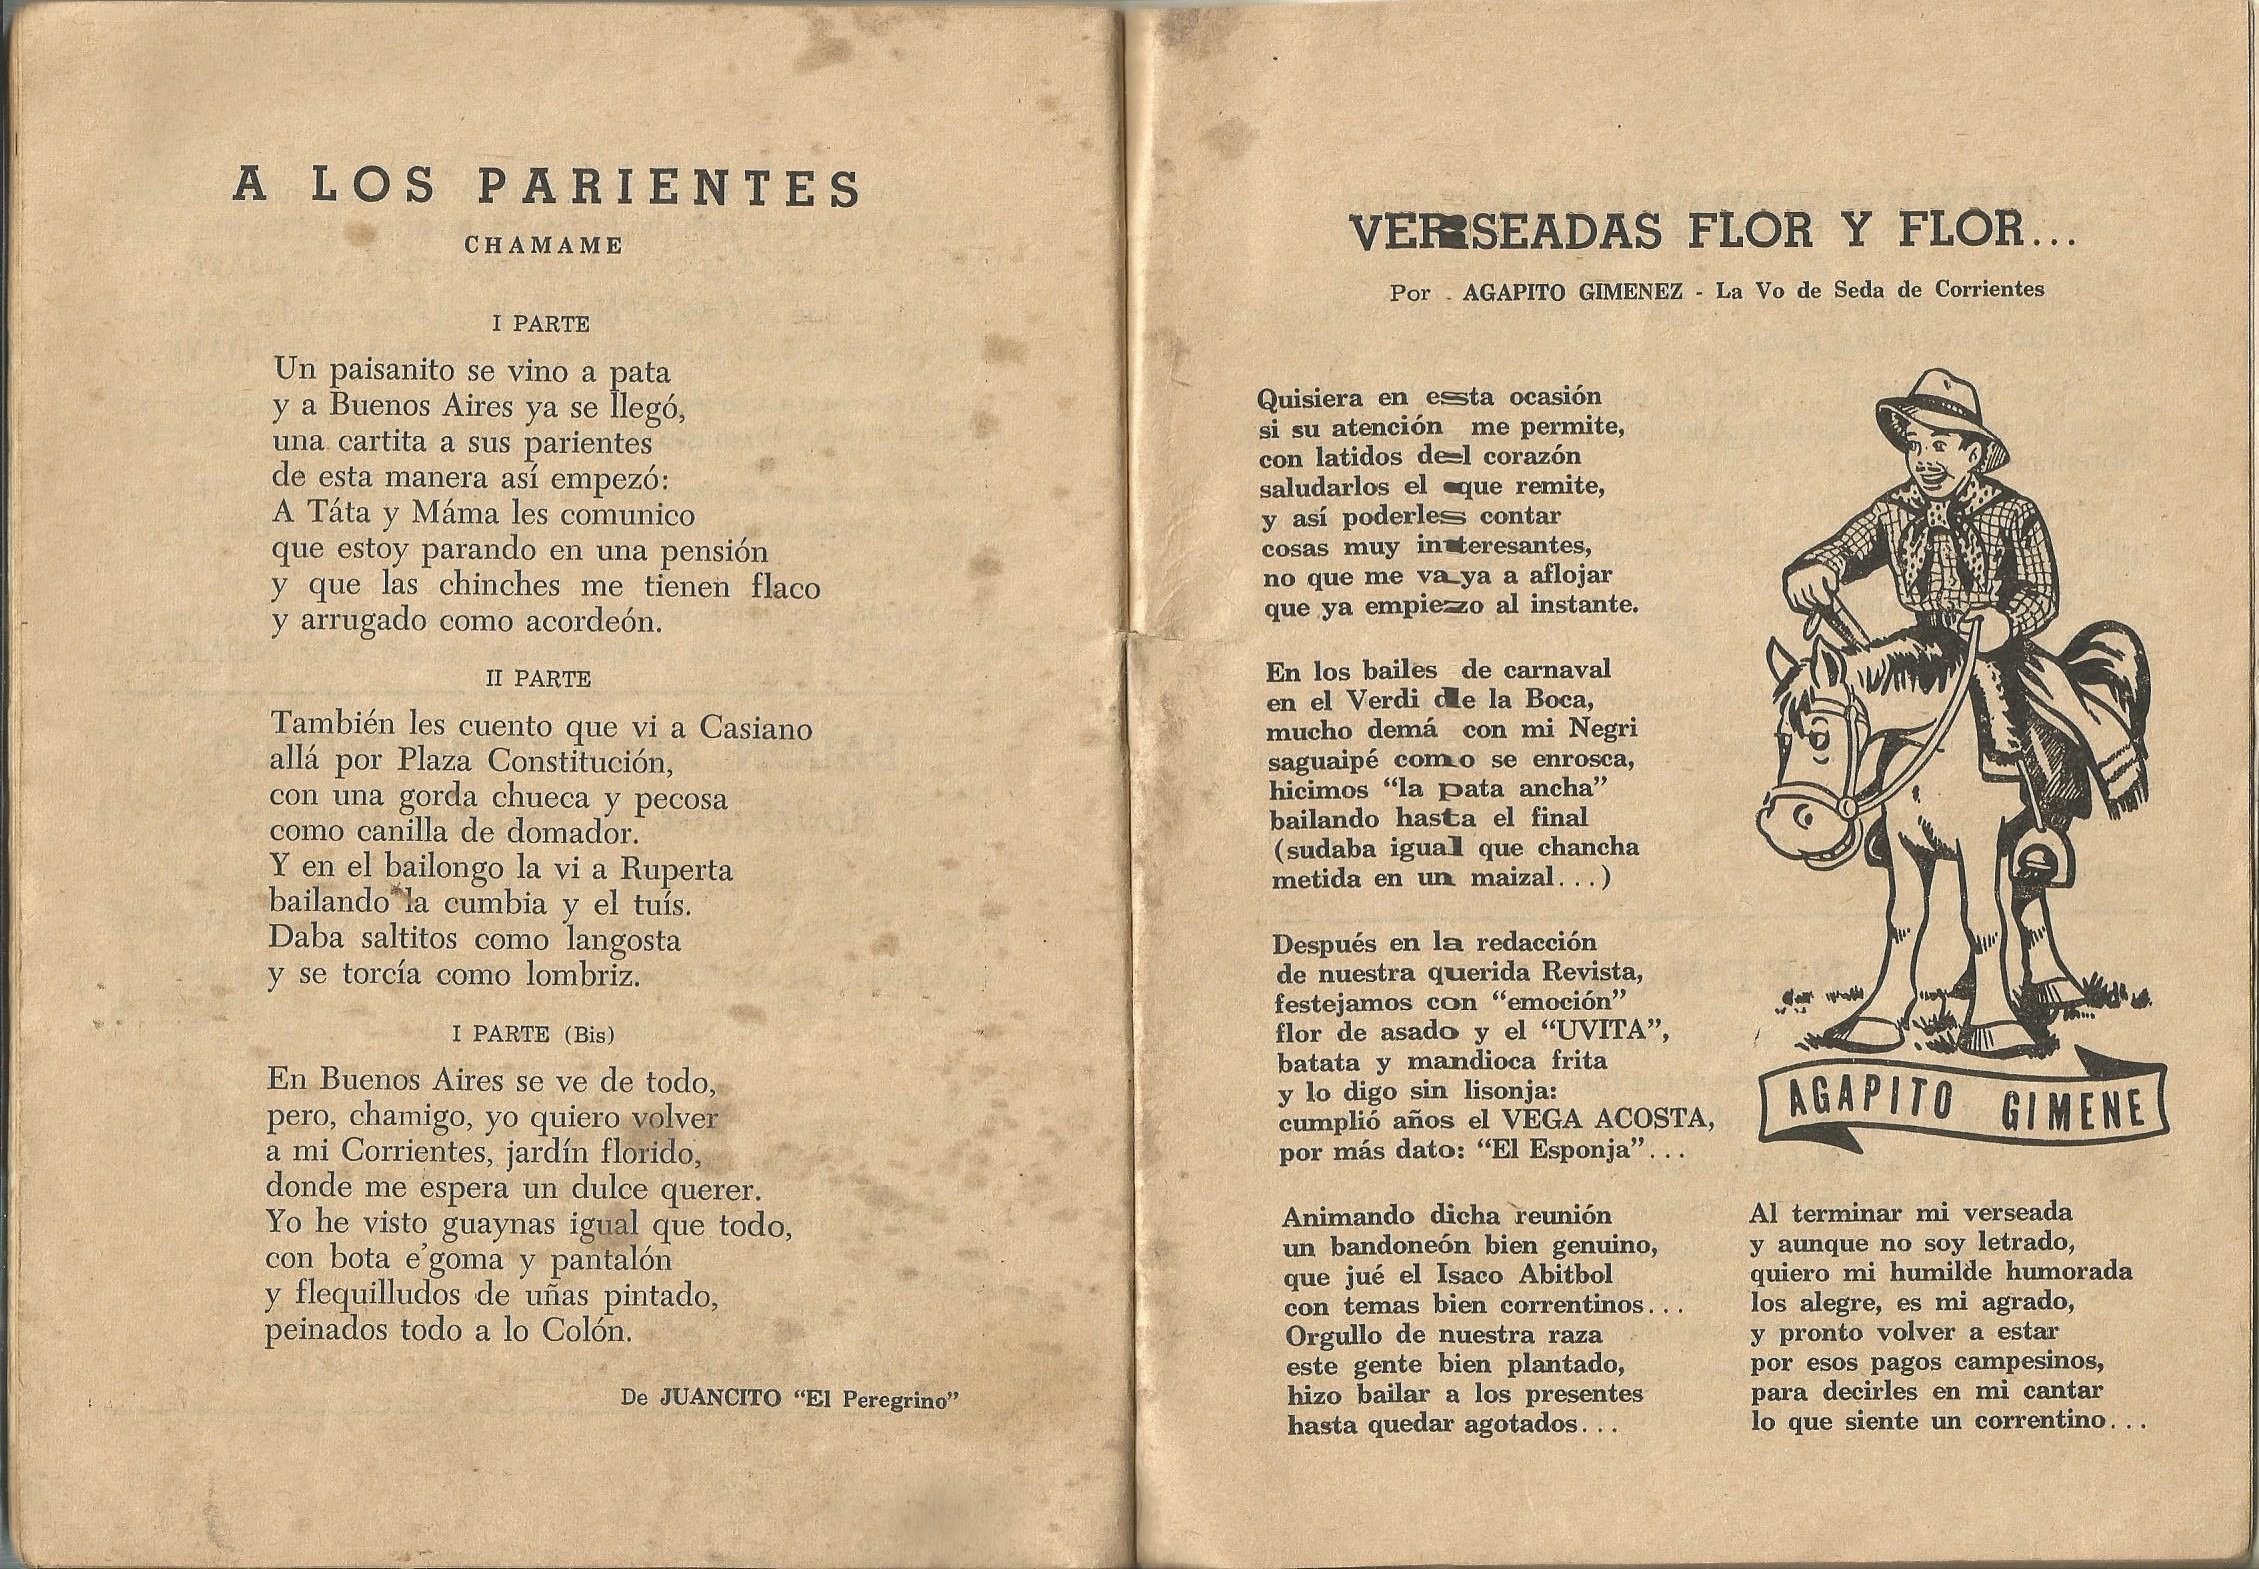 A LOS PARIENTES
CHAMAME
I PARTE
Un paisanito se vino a pata
y a Buenos Aires ya se llegó,
una cartita a sus parientes
de esta manera así empezó:
A Táta y Máma les comunico
que estoy parando en una pensión
y que las chinches me tienen flaco
y arrugado como acordeón.
II PARTE
También les cuento que vi a Casiano
allá por Plaza Constitución,
con una gorda chueca y pecosa
como canilla de domador.
Y en el bailongo la vi a Ruperta
bailando la cumbia y el tuís.
Daba saltitos como langosta
y se torcía como lombriz.
I PARTE (Bis)
En Buenos Aires se ve de todo,
pero, chamigo, yo quiero volver
a mi Corrientes, jardín florido,
donde me espera un dulce querer.
Yo he visto guaynas igual que todo,
con bota e'goma y pantalón
y flequilludos de uñas pintado,
peinados todo a lo Colón.
De JUANCITO "El Peregrino"
VERSEADAS FLOR Y FLOR...
Por . AGAPITO GIMENEZ - La Vo de Seda de Corrientes
Quisiera en esta ocasión
si su atención me permite,
con latidos del corazón
saludarlos el que remite,
y así poderles contar
cosas muy interesantes,
no que me va ya a aflojar
que ya empiezo al instante.
En los bailes de carnaval
en el Verdi de la Boca,
mucho demá con mi Negri
saguaipé como se enrosca,
hicimos "la pata ancha"
bailando hasta el final
(sudaba igual que chancha
metida en un maizal...)
Después en la redacción
de nuestra querida Revista,
festejamos con "emoción"
flor de asado y el "UVITA",
batata y mandioca frita
y lo digo sin lisonja:
cumplió años el VEGA ACOSTA,
por más dato: "El Esponja"...
AGAPITO GIMENE
Animando dicha reunión
un bandoneón bien genuino,
que jué el Isaco Abitbol
con temas bien correntinos...
Orgullo de nuestra raza
este gente bien plantado,
hizo bailar a los presentes
hasta quedar agotados...
Al terminar mi verseada
y aunque no soy letrado,
quiero mi humilde humorada
los alegre, es mi agrado,
y pronto volver a estar
por esos pagos campesinos,
para decirles en mi cantar
lo que siente un correntino...